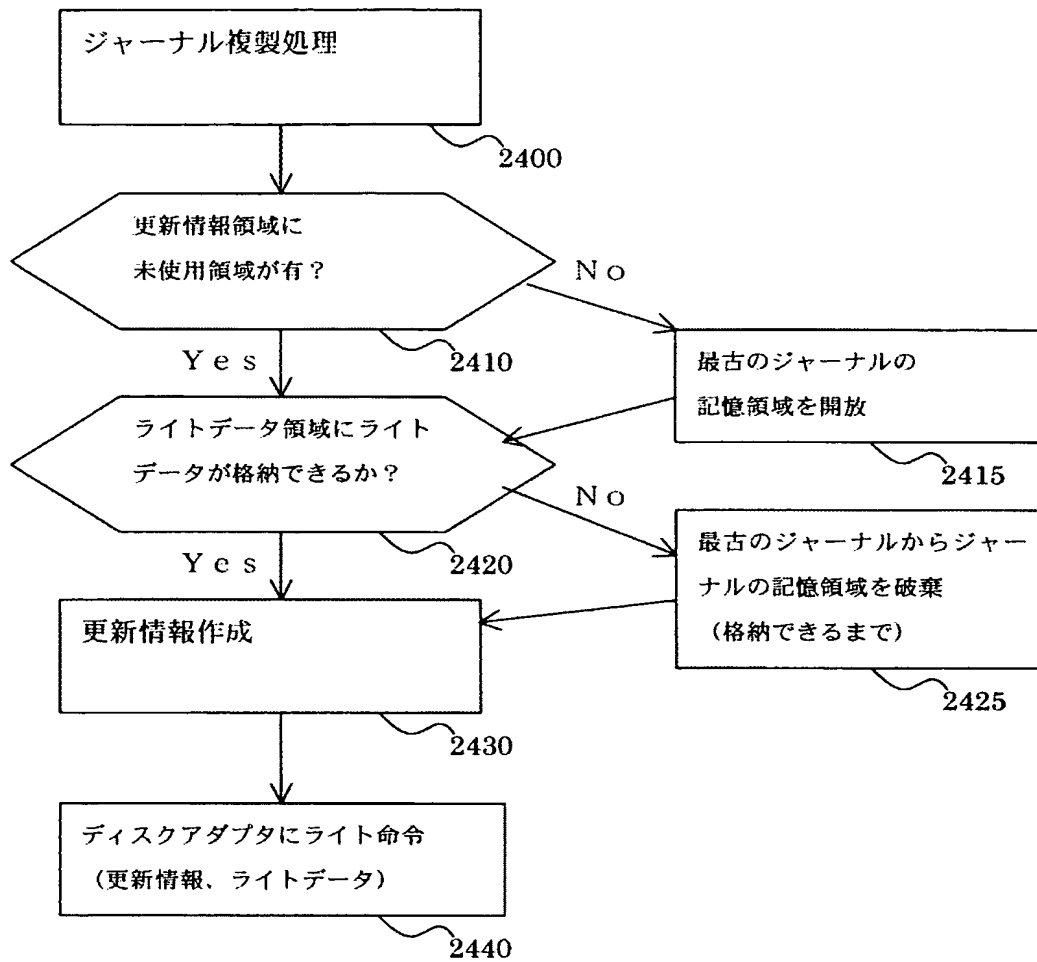 ジャーナル複製処理
2400
更新情報領域に
未使用領域が有？
No
2410
Yes
最古のジャーナルの
記憶領域を開放
2415
ライトデータ領域にライト
データが格納できるか？
No
2420
Yes
最古のジャーナルからジャー
ナルの記憶領域を破棄
（格納できるまで）
2425
更新情報作成
2430
ディスクアダプタにライト命令
（更新情報、ライトデータ）
2440